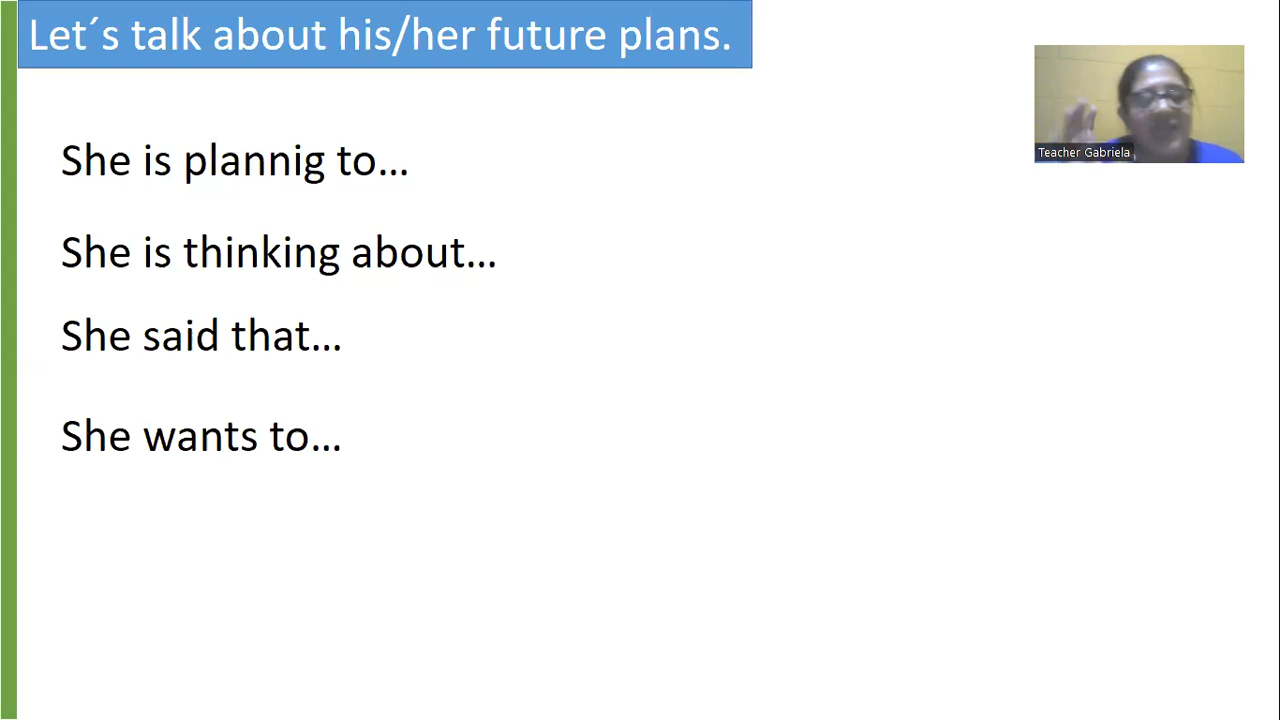 Let´s talk about his/her future plans.
Teacher Gabriela
She is plannig to...
She is thinking about...
She said that...
She wants to...